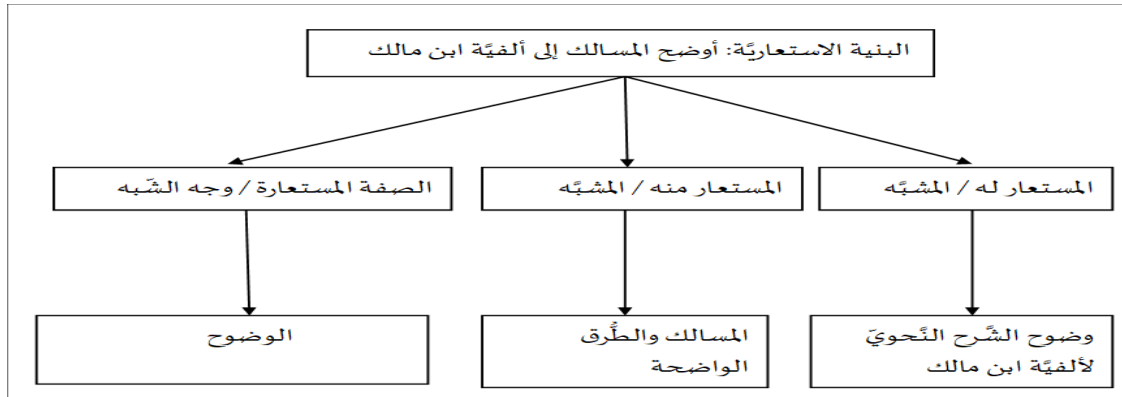 البنية الاستعاريَّة: أوضح المسالك إلى ألفيَّة ابن مالك
المستعار له / المشبَّه
المستعار منه / المشبَّه
الصفة المستعارة / وجه الشَّبه
وضوح الشَّرح النَّحويّ
لألفيَّة ابن مالك
المسالك والطُّرق
الواضحة
الوضوح